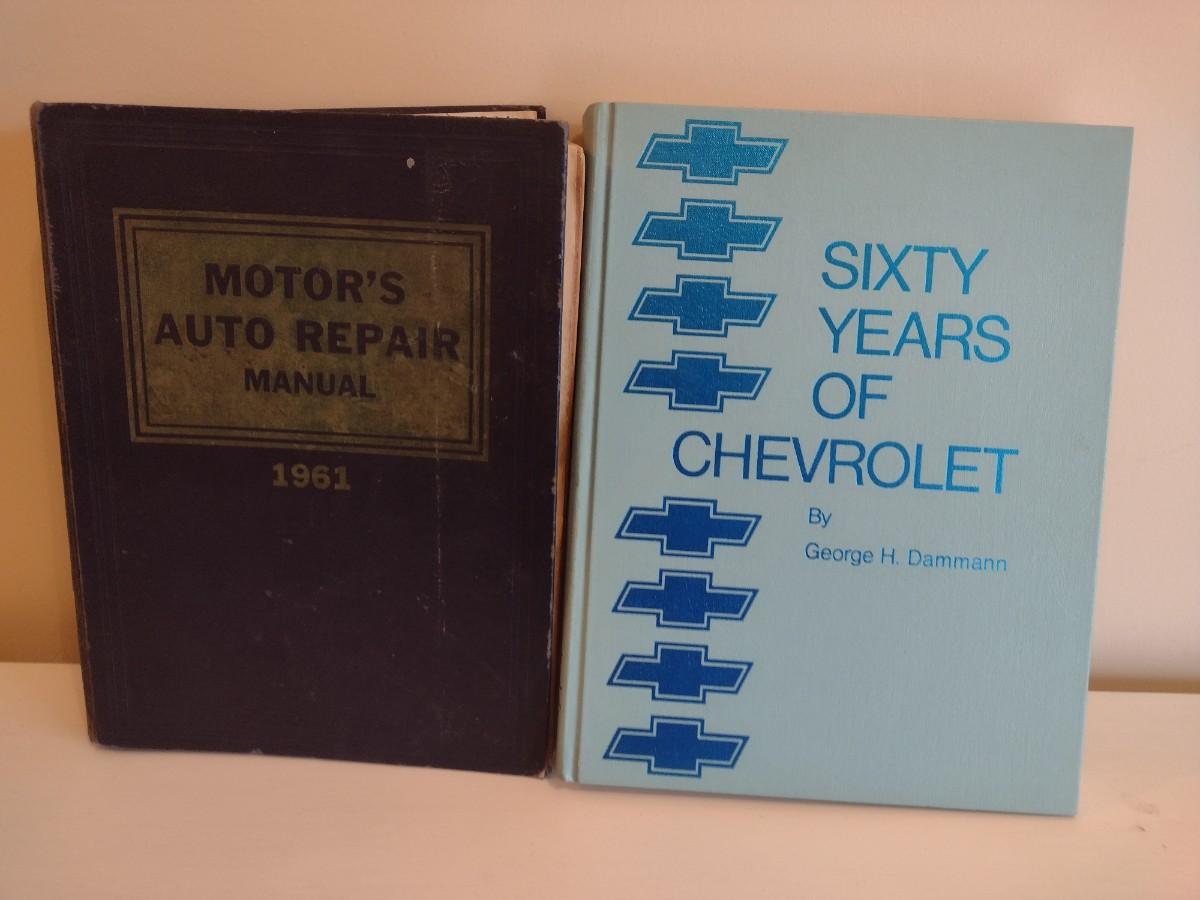 MOTOR'S
AUTO REPAIR
MANUAL
1961
SIXTY
YEARS
OF
CHEVROLET
By
George H. Dammann